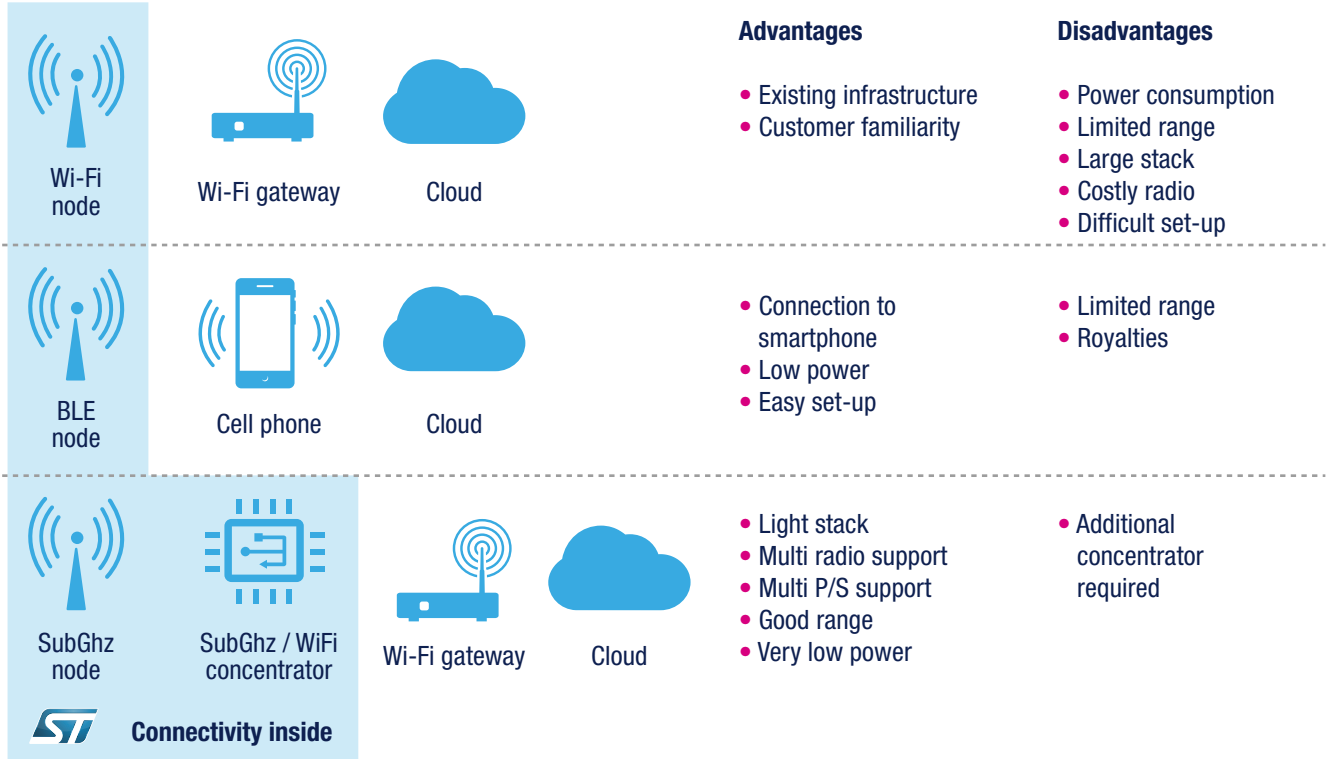 Advantages
Disadvantages
Wi-Fi
node
Wi-Fi gateway
Cloud
• Existing infrastructure
• Customer familiarity
• Power consumption
• Limited range
• Large stack
• Costly radio
• Difficult set-up
BLE
node
Cell phone
Cloud
• Connection to
smartphone
• Low power
• Easy set-up
• Limited range
• Royalties
SubGhz
node
SubGhz / WiFi
concentrator
Wi-Fi gateway
Cloud
• Light stack
• Multi radio support
• Multi P/S support
• Good range
• Very low power
• Additional
concentrator
required
ST
Connectivity inside